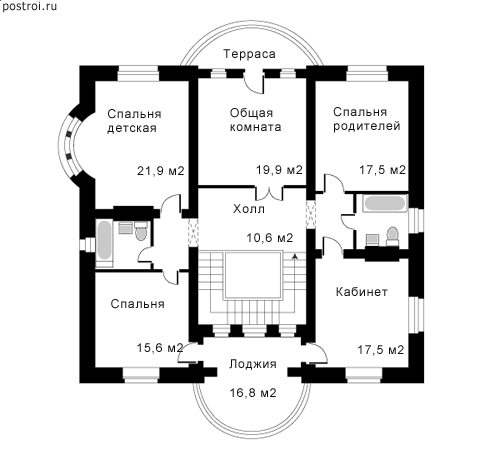 postroi.ru
Терраса
Спальня
детская
21,9 м2
Общая
комната
19,9 м2
Спальня
родителей
17,5 м2
Холл
10,6 м2
Спальня
15,6 м2
Кабинет
17,5 м2
Лоджия
16,8 м2